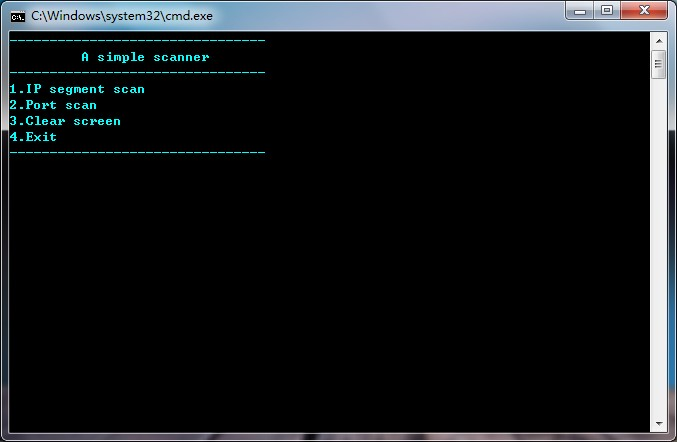 C:\Windows\system32\cmd.exe
--------------------------------
A simple scanner
--------------------------------
1.IP segment scan
2.Port scan
3.Clear screen
4.Exit
--------------------------------